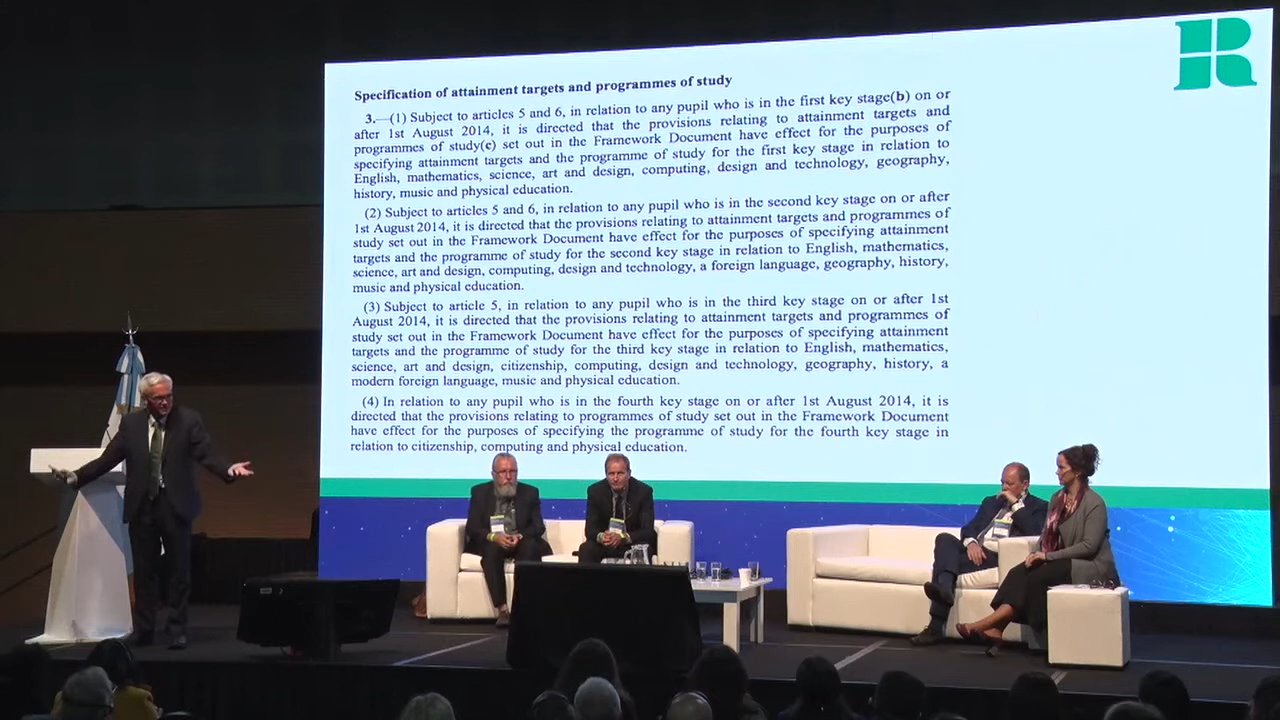 R
Specification of attainment targets and programmes of study
3.—(1) Subject to articles 5 and 6, in relation to any pupil who is in the first key stage(b) on or
after 1st August 2014, it is directed that the provisions relating to attainment targets and
programmes of study(c) set out in the Framework Document have effect for the purposes of
specifying attainment targets and the programme of study for the first key stage in relation to
English, mathematics, science, art and design, computing, design and technology, geography,
history, music and physical education.
(2) Subject to articles 5 and 6, in relation to any pupil who is in the second key stage on or after
1st August 2014, it is directed that the provisions relating to attainment targets and programmes of
study set out in the Framework Document have effect for the purposes of specifying attainment
targets and the programme of study for the second key stage in relation to English, mathematics,
science, art and design, computing, design and technology, a foreign language, geography, history,
music and physical education.
(3) Subject to article 5, in relation to any pupil who is in the third key stage on or after 1st
August 2014, it is directed that the provisions relating to attainment targets and programmes of
study set out in the Framework Document have effect for the purposes of specifying attainment
targets and the programme of study for the third key stage in relation to English, mathematics,
science, art and design, citizenship, computing, design and technology, geography, history, a
modern foreign language, music and physical education.
(4) In relation to any pupil who is in the fourth key stage on or after 1st August 2014, it is
directed that the provisions relating to programmes of study set out in the Framework Document
have effect for the purposes of specifying the programme of study for the fourth key stage in
relation to citizenship, computing and physical education.